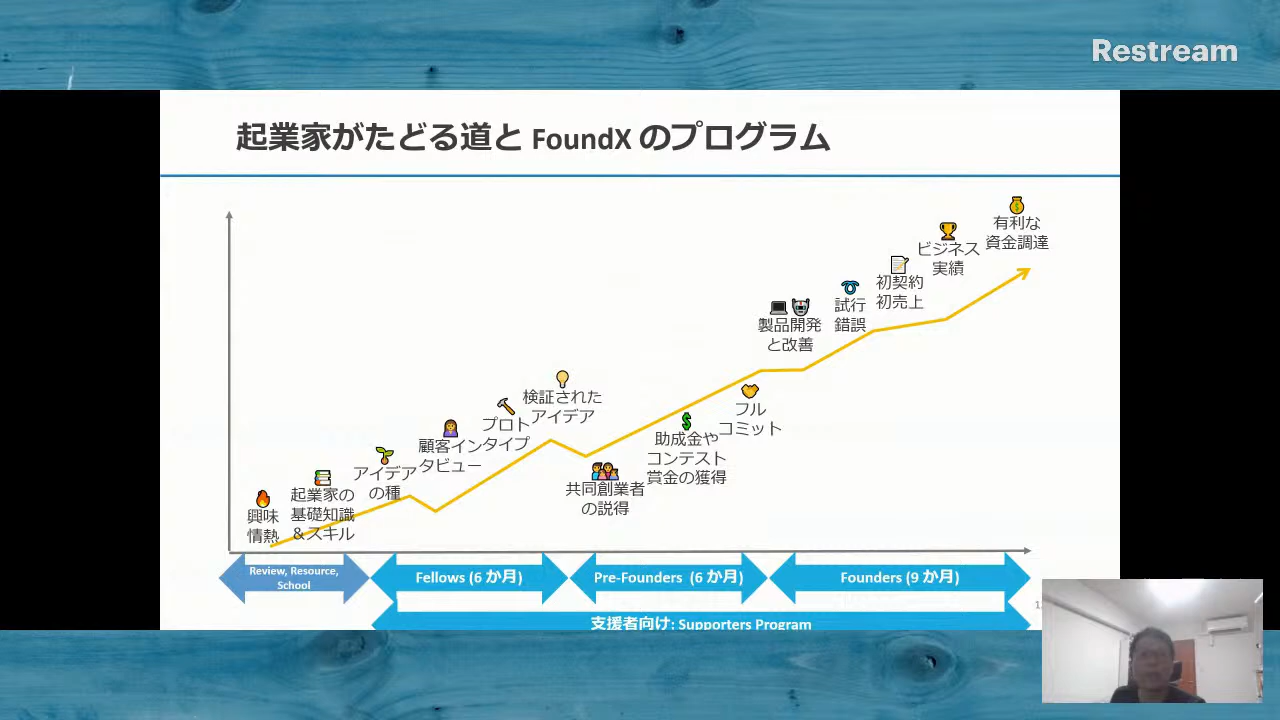 Restream
起業家がたどる道と FoundX のプログラム
有利な
資金調達
ビジネス
実績
初契約
初売上
試行
錯誤
製品開発
と改善
フル
コミット
助成金や
コンテスト
賞金の獲得
共同創業者
の説得
検証された
アイデア
プロト
タイプ
顧客イン
タビュー
アイデア
の種
起業家の
基礎知識
＆スキル
興味
情熱
Review, Resource,
School
Fellows (6 か月)
Pre-Founders (6 か月)
Founders (9 か月)
支援者向け: Supporters Program